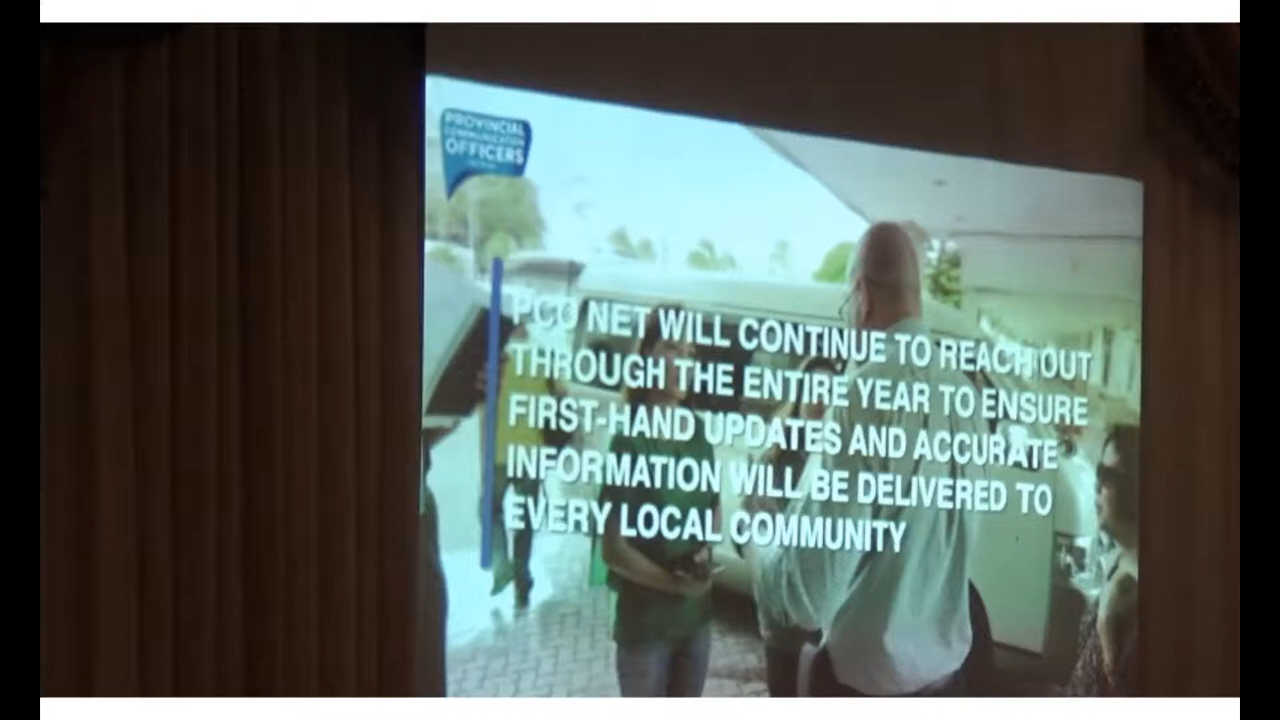 PROVINCIAL
COMMUNICATION
OFFICERS
PCO NET WILL CONTINUE TO REACH OUT
THROUGH THE ENTIRE YEAR TO ENSURE
FIRST-HAND UPDATES AND ACCURATE
INFORMATION WILL BE DELIVERED TO
EVERY LOCAL COMMUNITY